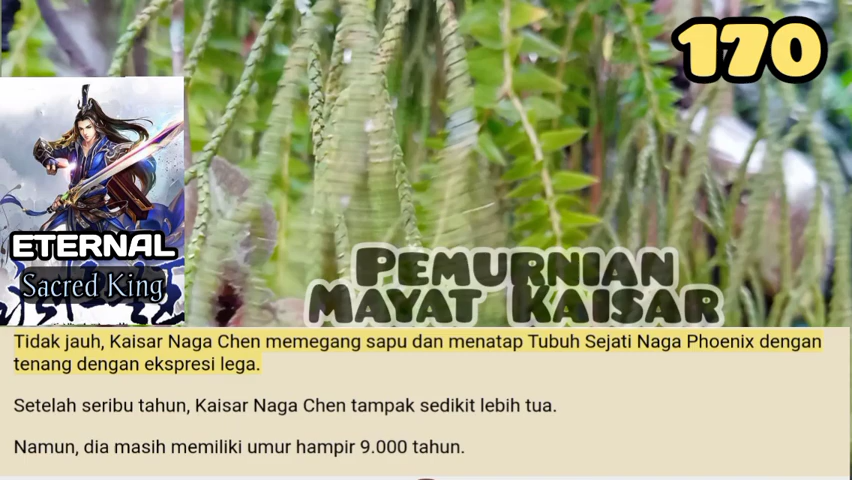 170
ETERNAL
Sacred King
PEMURNIAN
MAYAT KAISAR
Tidak jauh, Kaisar Naga Chen memegang sapu dan menatap Tubuh Sejati Naga Phoenix dengan
tenang dengan ekspresi lega.
Setelah seribu tahun, Kaisar Naga Chen tampak sedikit lebih tua.
Namun, dia masih memiliki umur hampir 9.000 tahun.